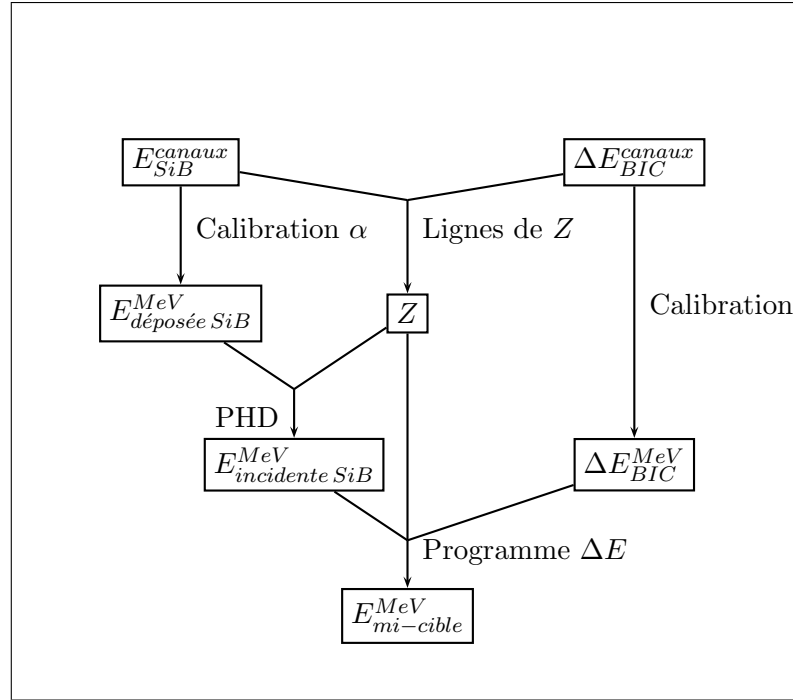 E_{SiB}^{canaux}
ΔE_{BIC}^{canaux}
Calibration α
Lignes de Z
E_{déposée SiB}^{MeV}
Z
Calibration
PHD
E_{incidente SiB}^{MeV}
ΔE_{BIC}^{MeV}
Programme ΔE
E_{mi−cible}^{MeV}